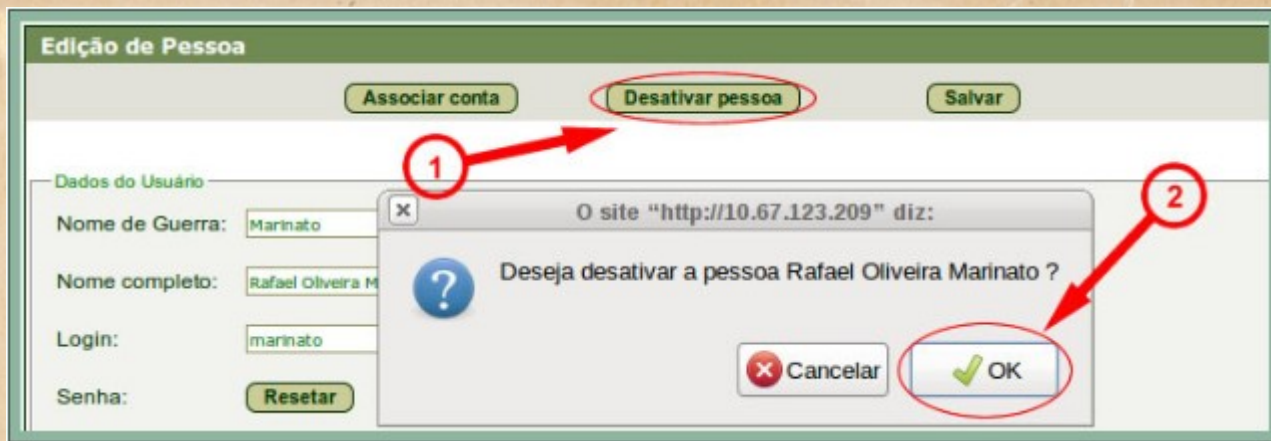 Edição de Pessoa
Associar conta Desativar pessoa Salvar
1
Dados do Usuário
2
O site “http://10.67.123.209” diz:
Nome de Guerra: Marinato
Deseja desativar a pessoa Rafael Oliveira Marinato ?
Nome completo: Rafael Oliveira M
Login: marinato
Cancelar OK
Senha: Resetar